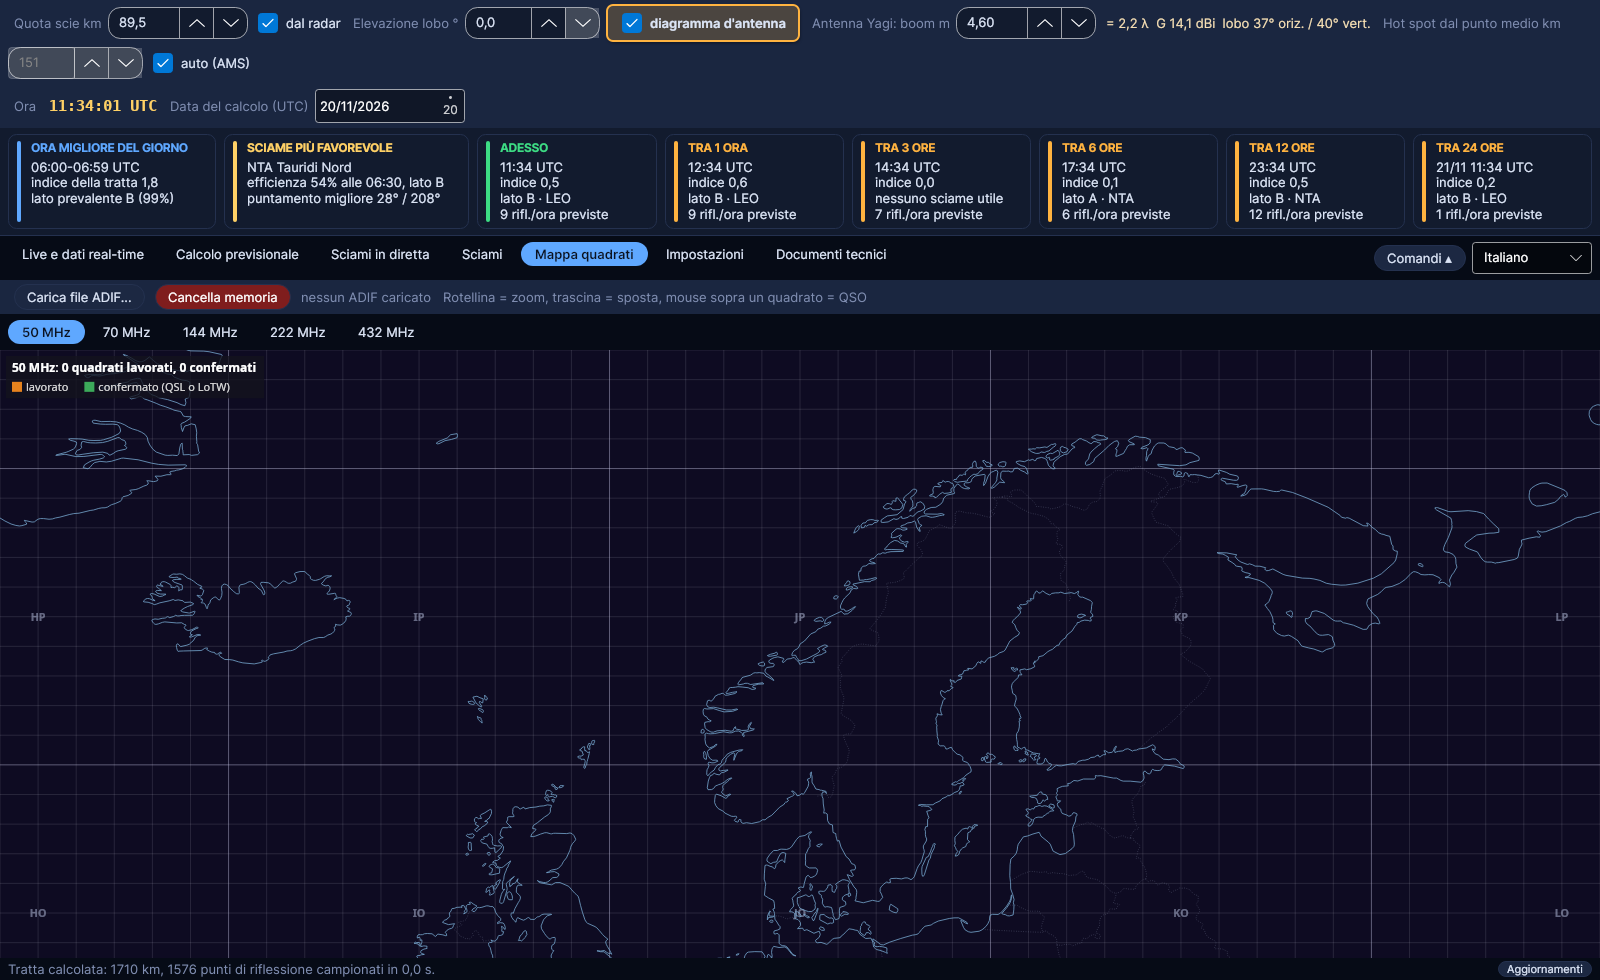 Quota scie km 89,5 dal radar Elevazione lobo ° 0,0 diagramma d'antenna Antenna Yagi: boom m 4,60 = 2,2 λ G 14,1 dBi lobo 37° oriz. / 40° vert. Hot spot dal punto medio km
151 auto (AMS)
Ora 11:34:01 UTC Data del calcolo (UTC) 20/11/2026 20
ORA MIGLIORE DEL GIORNO
06:00-06:59 UTC
indice della tratta 1,8
lato prevalente B (99%)
SCIAME PIÙ FAVOREVOLE
NTA Tauridi Nord
efficienza 54% alle 06:30, lato B
puntamento migliore 28° / 208°
ADESSO
11:34 UTC
indice 0,5
lato B · LEO
9 rifl./ora previste
TRA 1 ORA
12:34 UTC
indice 0,6
lato B · LEO
9 rifl./ora previste
TRA 3 ORE
14:34 UTC
indice 0,0
nessuno sciame utile
7 rifl./ora previste
TRA 6 ORE
17:34 UTC
indice 0,1
lato A · NTA
6 rifl./ora previste
TRA 12 ORE
23:34 UTC
indice 0,5
lato B · NTA
12 rifl./ora previste
TRA 24 ORE
21/11 11:34 UTC
indice 0,2
lato B · LEO
1 rifl./ora previste
Live e dati real-time Calcolo previsionale Sciami in diretta Sciami Mappa quadrati Impostazioni Documenti tecnici Comandi ▴ Italiano
Carica file ADIF... Cancella memoria nessun ADIF caricato Rotellina = zoom, trascina = sposta, mouse sopra un quadrato = QSO
50 MHz 70 MHz 144 MHz 222 MHz 432 MHz
50 MHz: 0 quadrati lavorati, 0 confermati
lavorato confermato (QSL o LoTW)
HP IP JP KP LP
HO IO JO KO LO
Tratta calcolata: 1710 km, 1576 punti di riflessione campionati in 0,0 s. Aggiornamenti